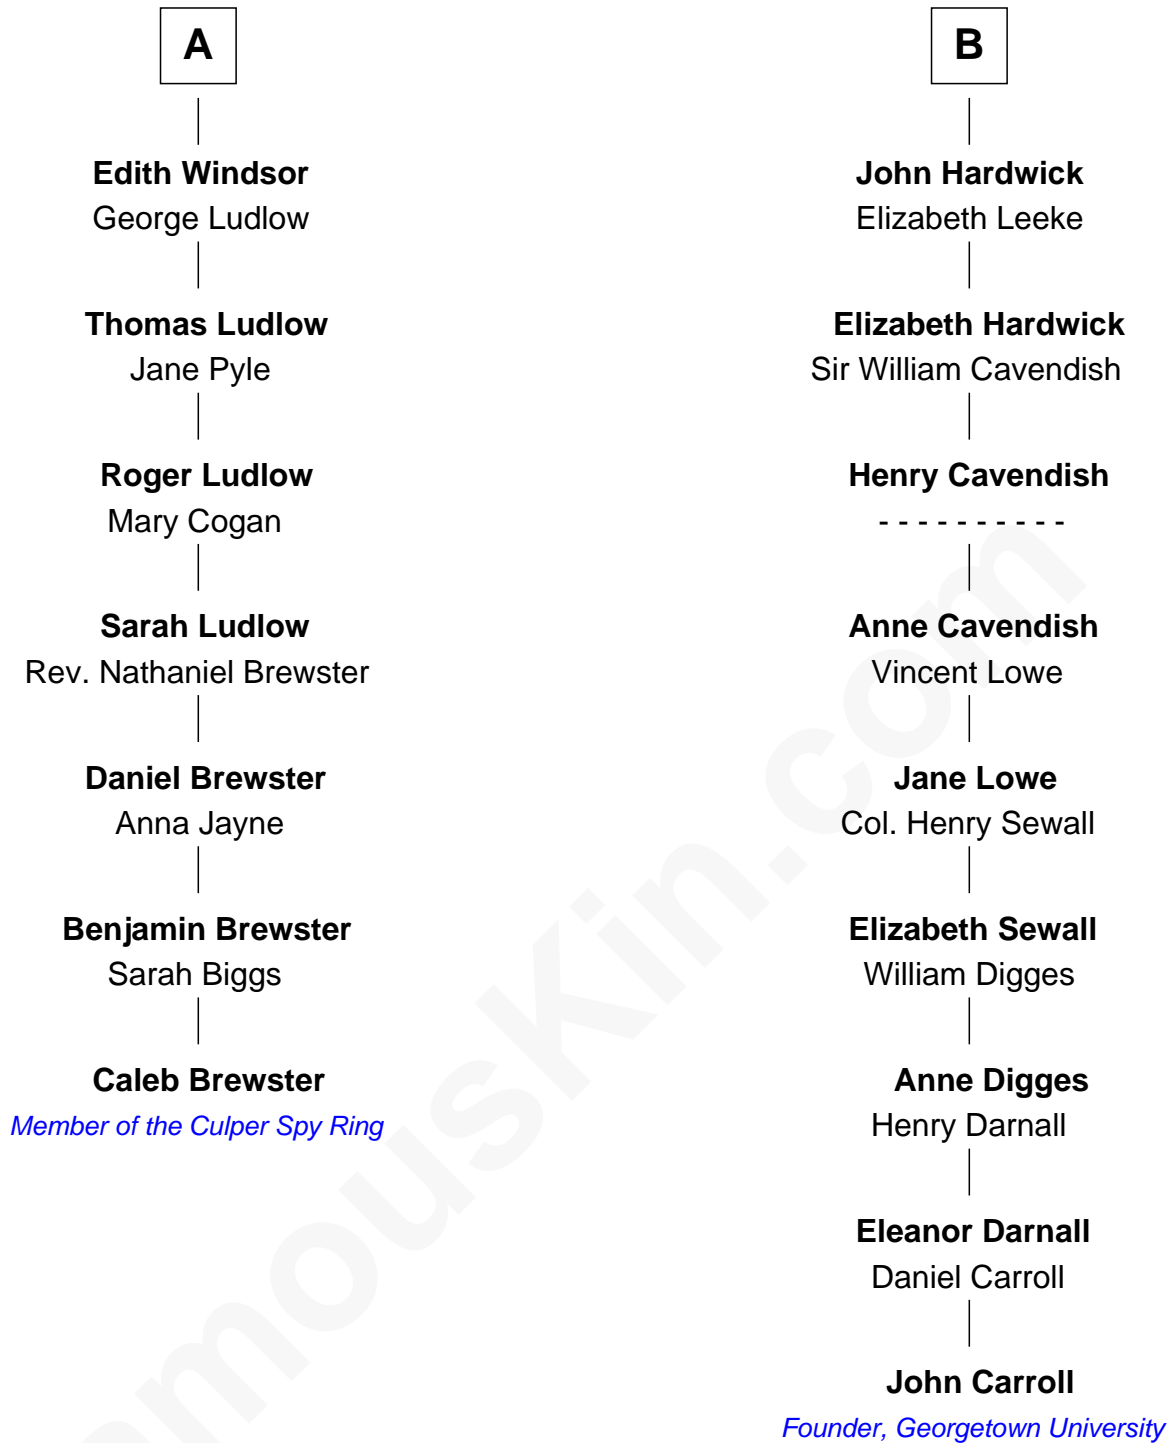 A
Edith Windsor
George Ludlow
Thomas Ludlow
Jane Pyle
Roger Ludlow
Mary Cogan
Sarah Ludlow
Rev. Nathaniel Brewster
Daniel Brewster
Anna Jayne
Benjamin Brewster
Sarah Biggs
Caleb Brewster
Member of the Culper Spy Ring
B
John Hardwick
Elizabeth Leeke
Elizabeth Hardwick
Sir William Cavendish
Henry Cavendish
- - - - - - - - - -
Anne Cavendish
Vincent Lowe
Jane Lowe
Col. Henry Sewall
Elizabeth Sewall
William Digges
Anne Digges
Henry Darnall
Eleanor Darnall
Daniel Carroll
John Carroll
Founder, Georgetown University
amouskin.com